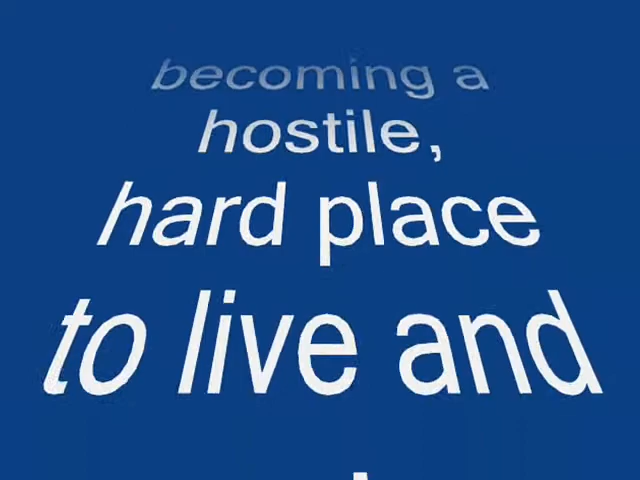 becoming a
hostile,
hard place
to live and